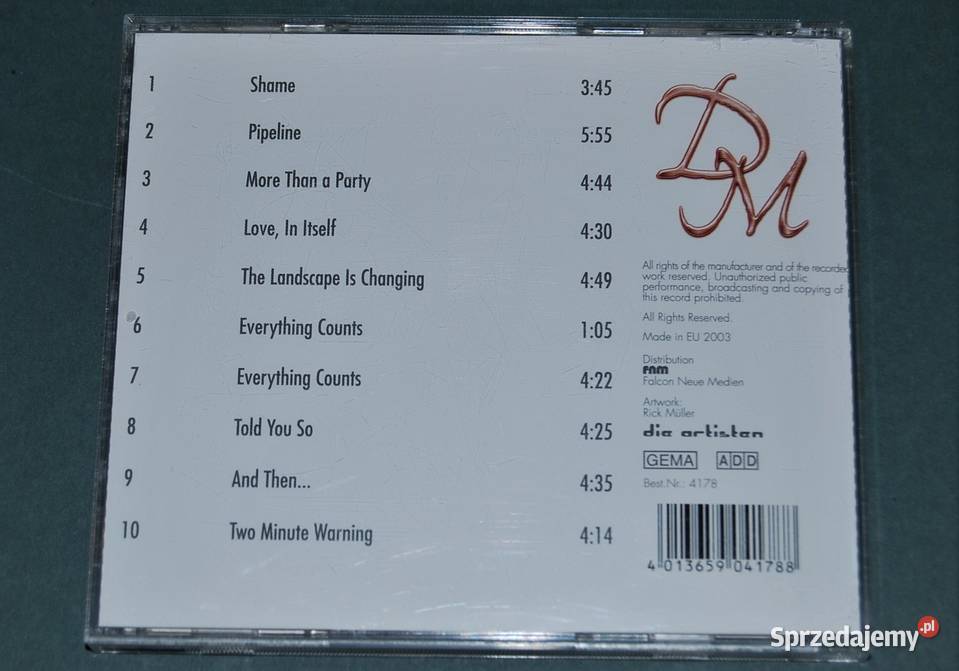 1 Shame 3:45
2 Pipeline 5:55
3 More Than a Party 4:44
4 Love, In Itself 4:30
5 The Landscape Is Changing 4:49
6 Everything Counts 1:05
7 Everything Counts 4:22
8 Told You So 4:25
9 And Then... 4:35
10 Two Minute Warning 4:14
DM
All rights of the manufacturer and of the recorded
work reserved. Unauthorized public
performance, broadcasting and copying of
this record prohibited.
All Rights Reserved.
Made in EU 2003
Distribution
FNM
Falcon Neue Medien
Artwork:
Rick Müller
die artisten
GEMA ADD
Best.Nr.: 4178
4 013659 041788
Sprzedajemy.pl